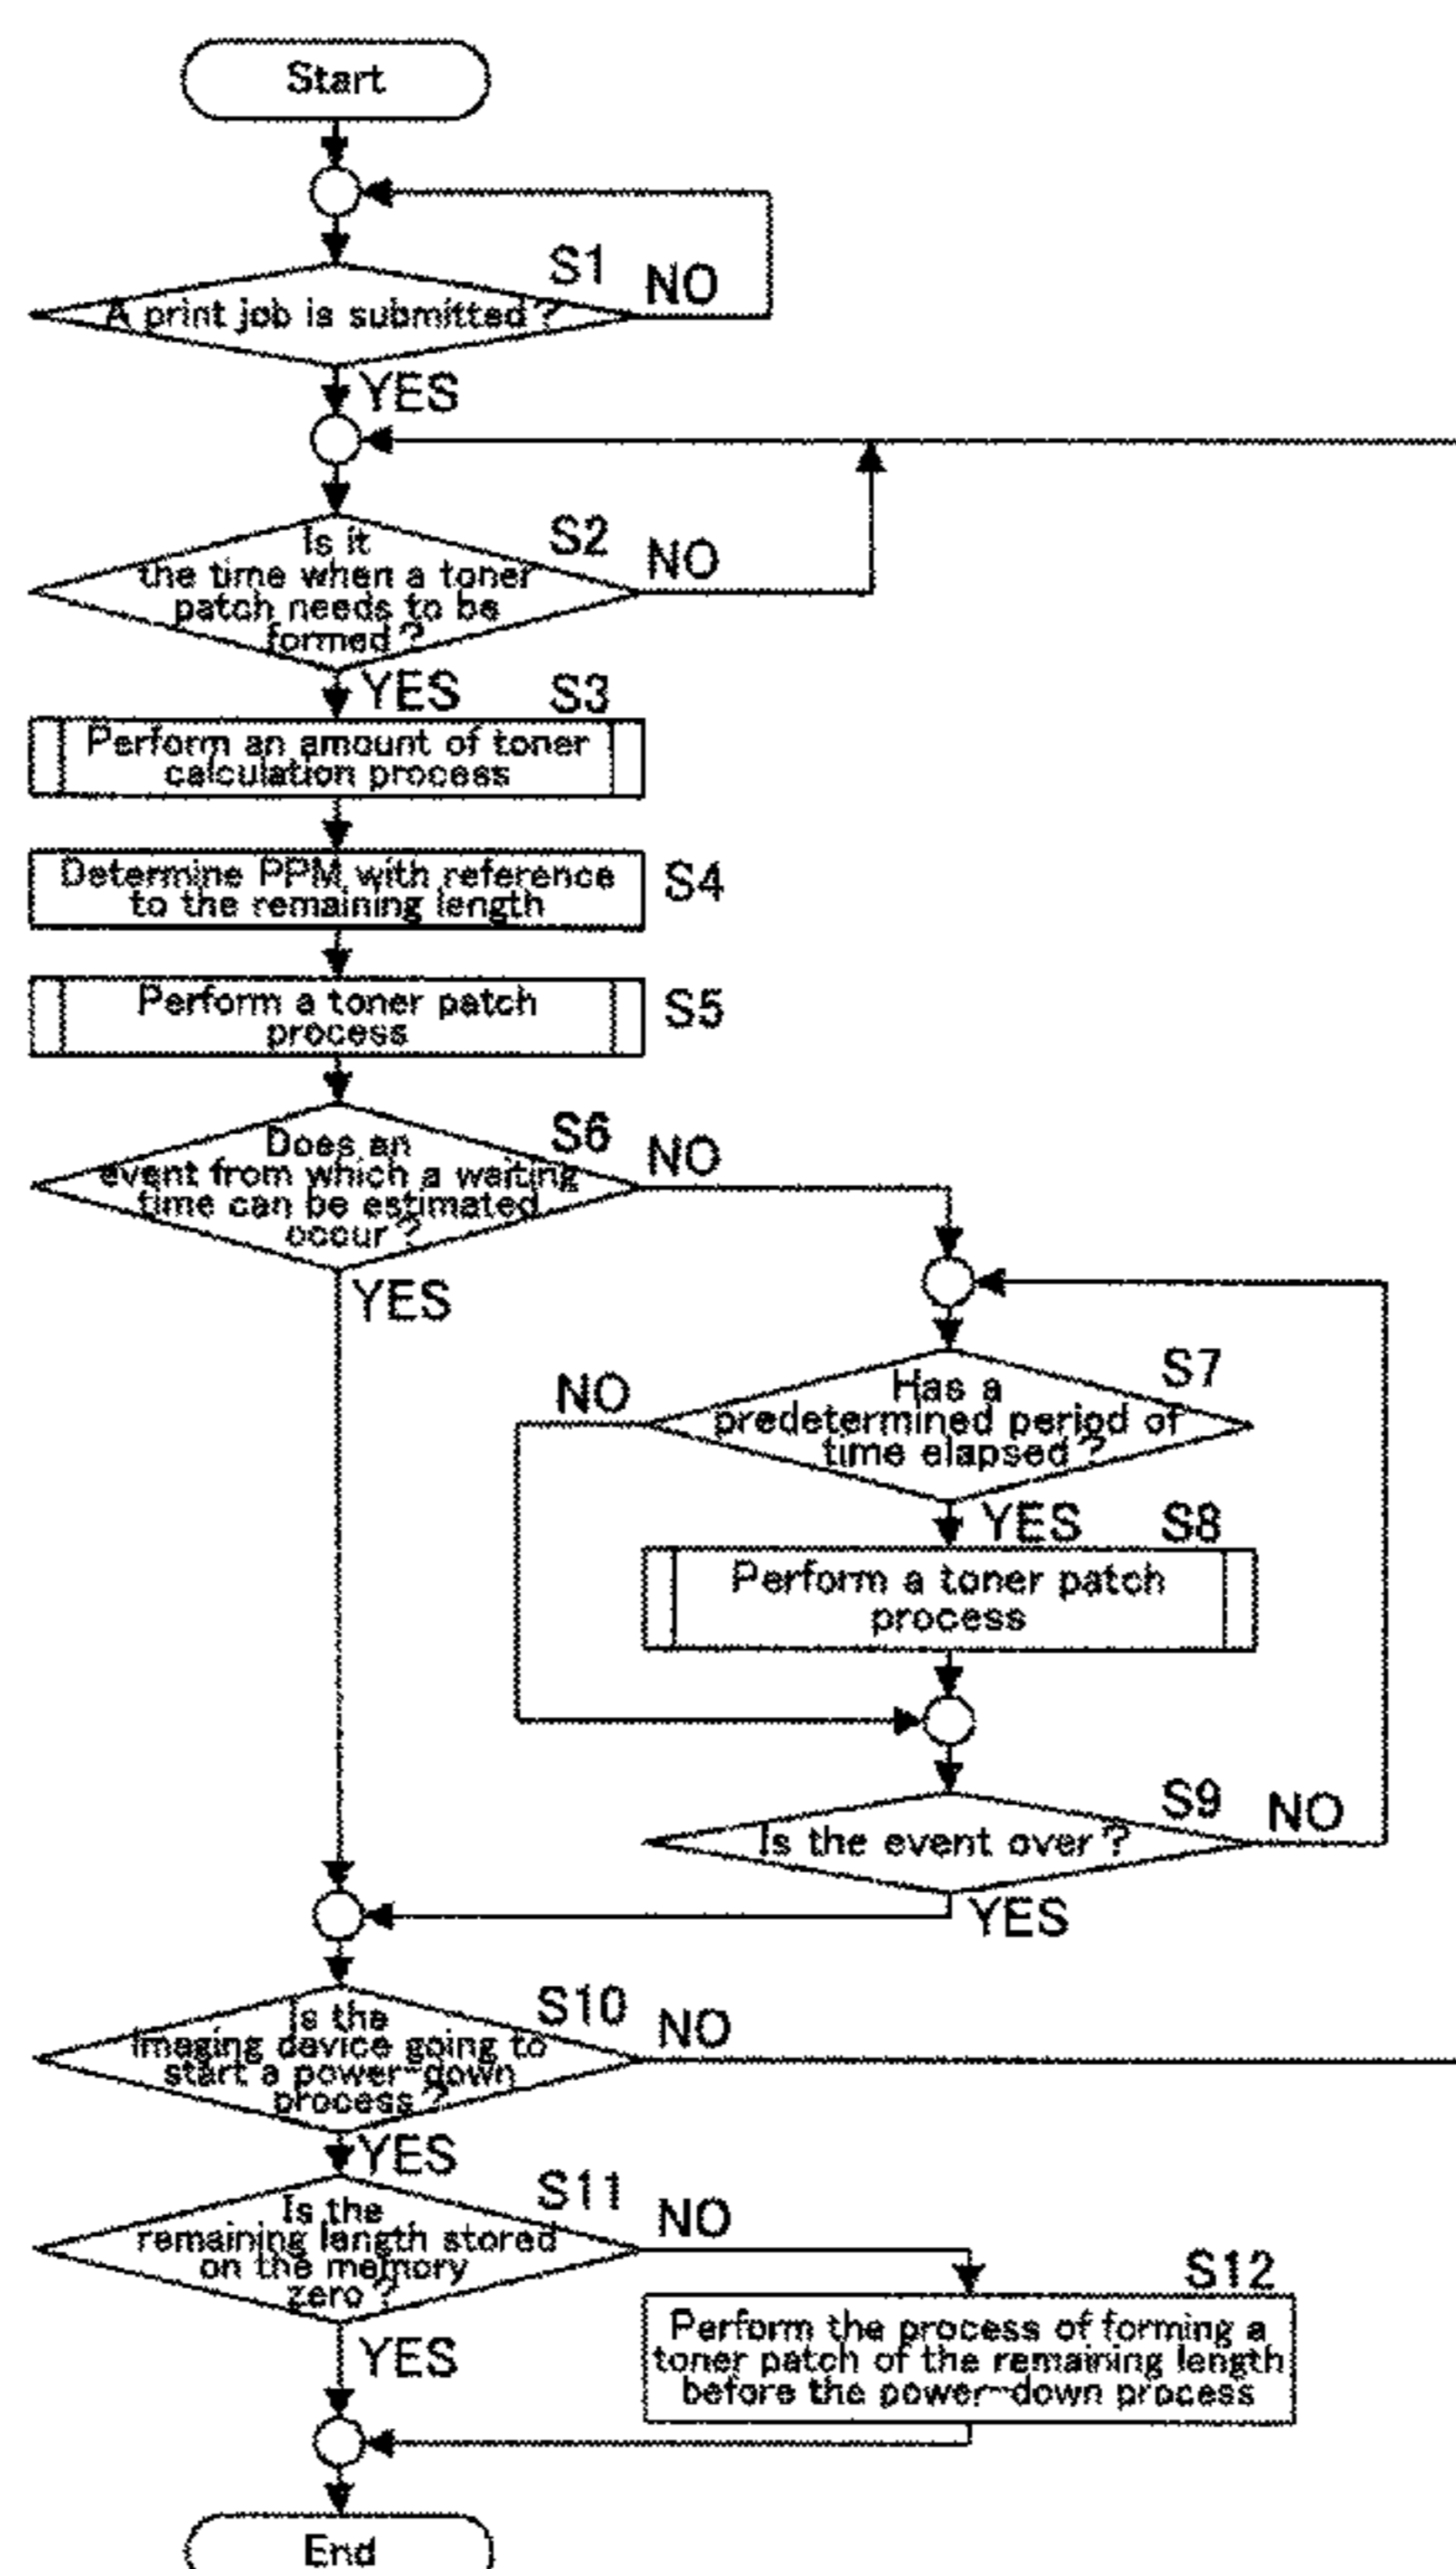 Start
S1
NO
A print job is submitted?
YES
S2
NO
Is it
the time when a toner
patch needs to be
formed?
YES
S3
Perform an amount of toner
calculation process
Determine PPM with reference
to the remaining length
S4
Perform a toner patch
process
S5
S6
NO
Does an
event from which a waiting
time can be estimated
occur?
YES
S7
NO
Has a
predetermined period of
time elapsed?
YES
S8
Perform a toner patch
process
S9
NO
Is the event over?
YES
S10
NO
Is the
imaging device going to
start a power-down
process?
YES
S11
NO
Is the
remaining length stored
on the memory
zero?
YES
S12
Perform the process of forming a
toner patch of the remaining length
before the power-down process
End